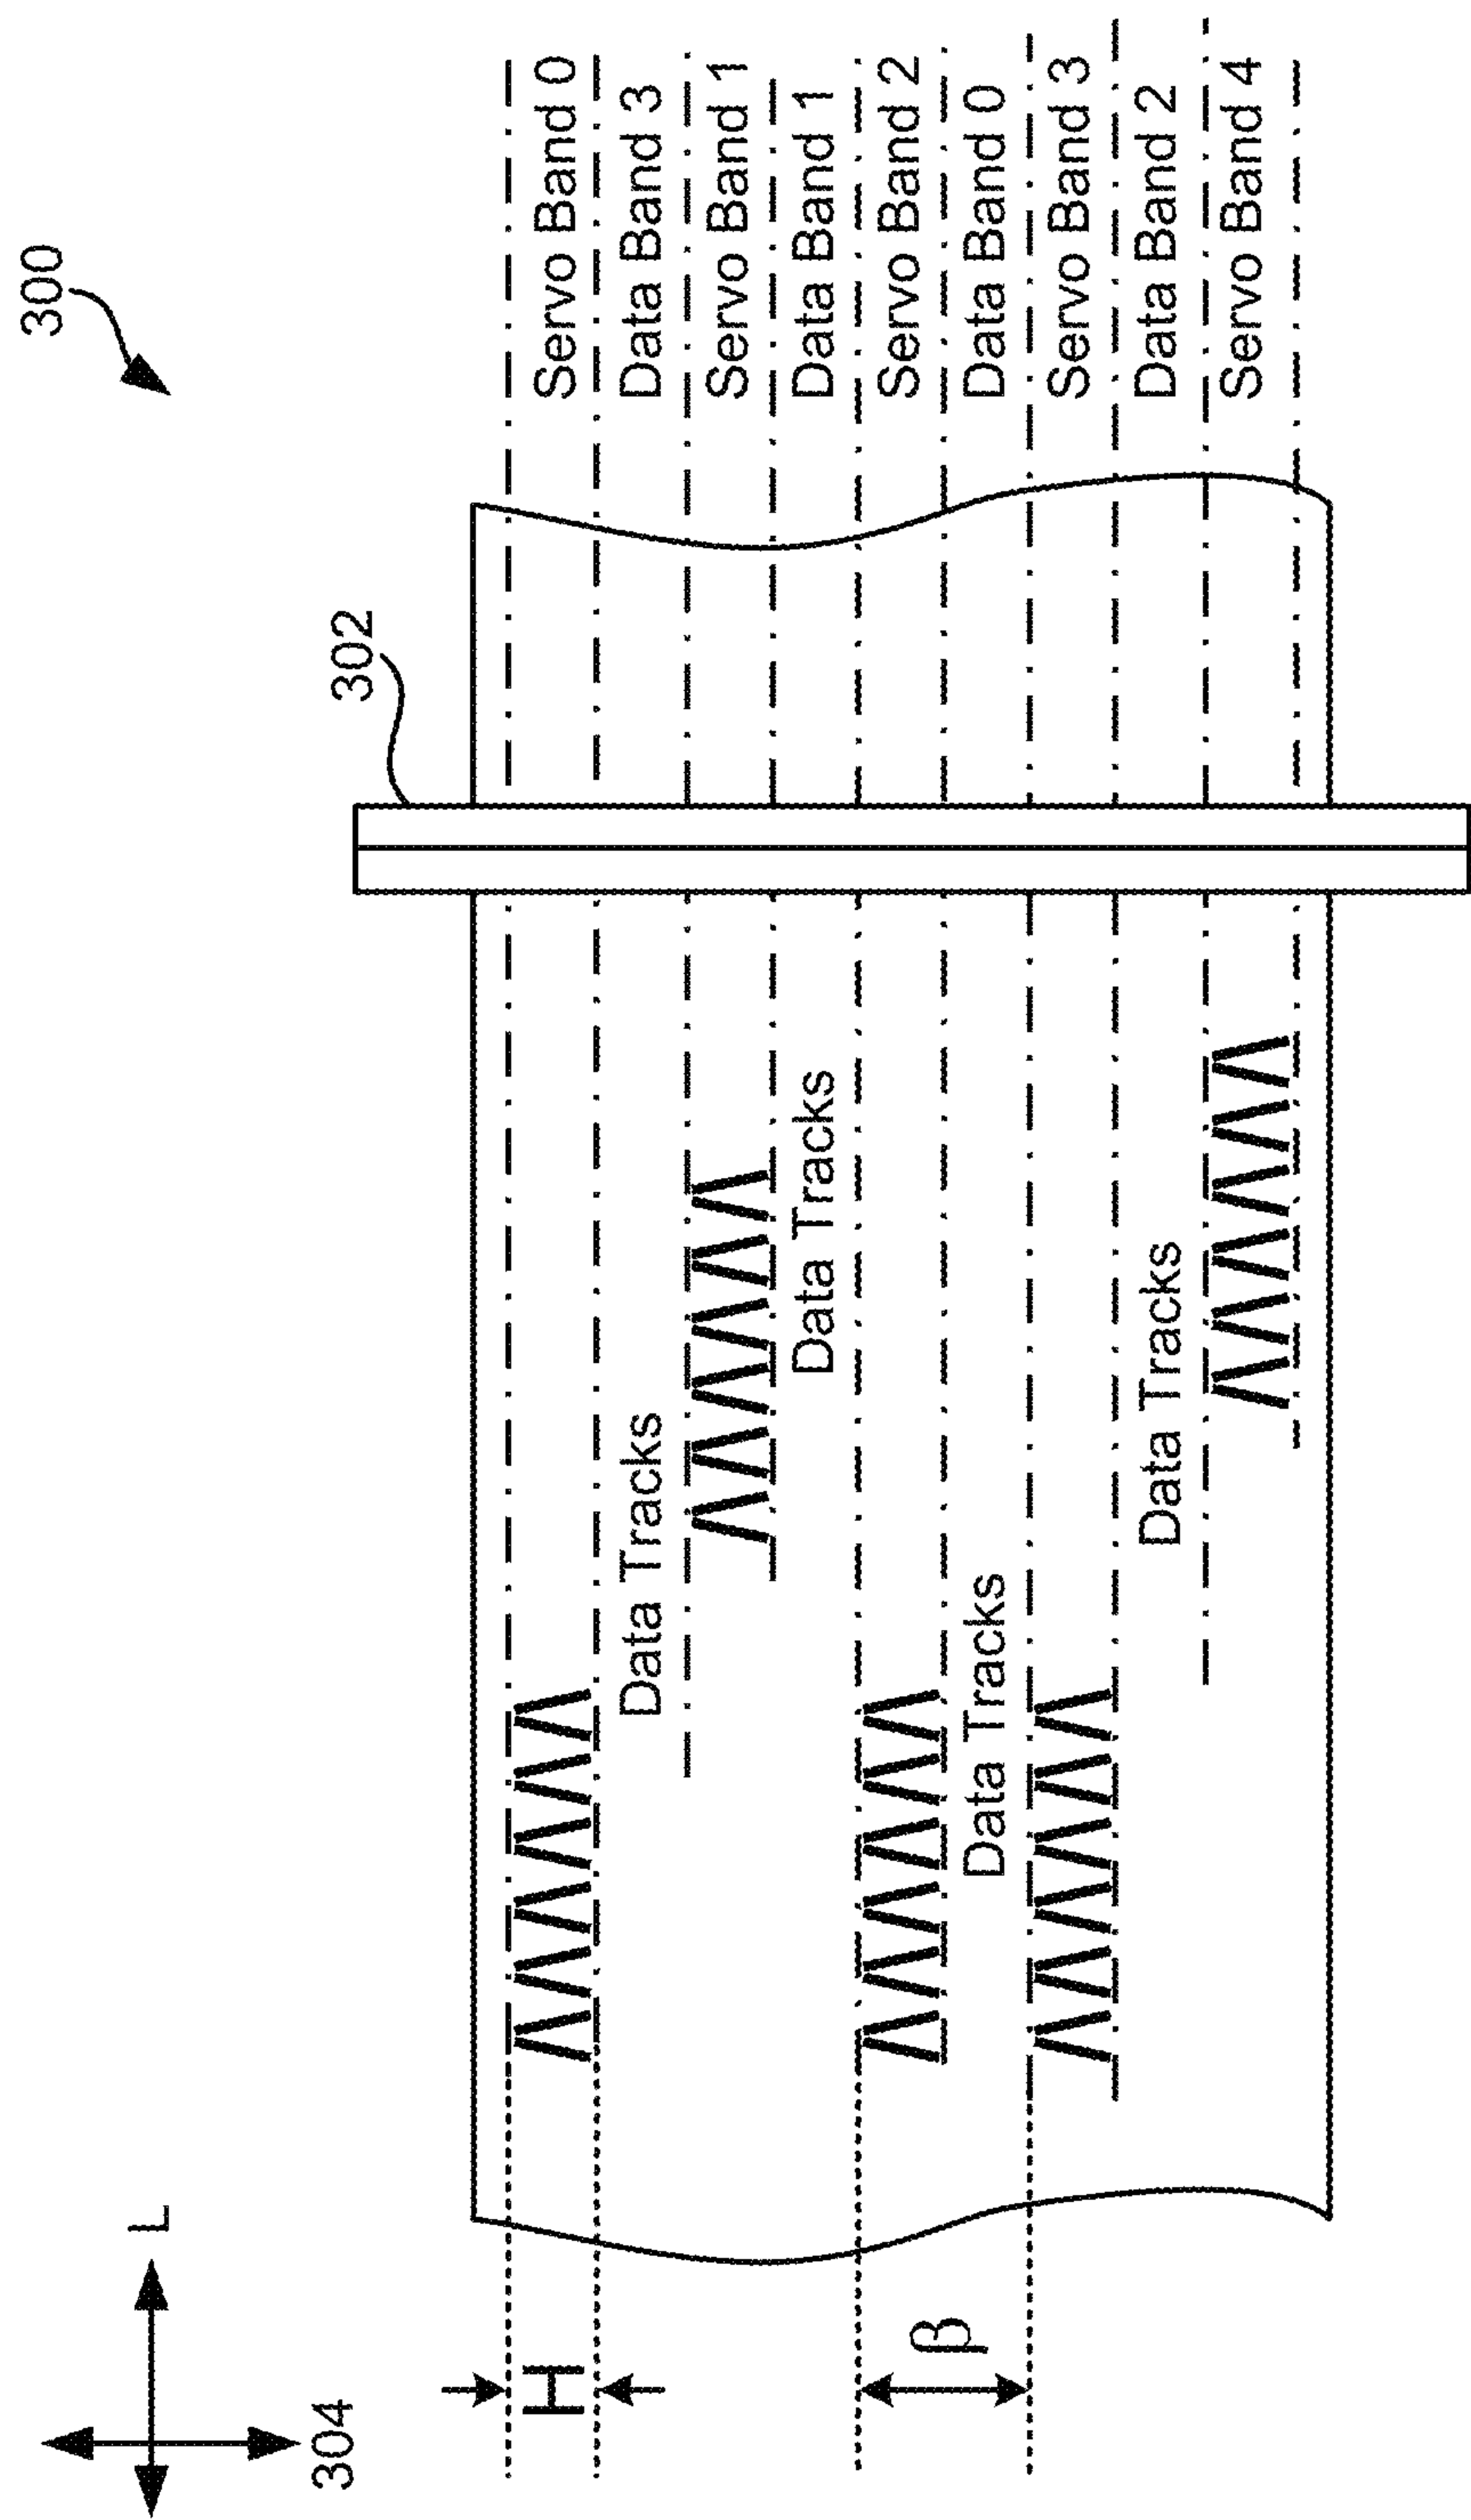 300
302
304
L
H
β
Servo Band 0
Data Band 3
Servo Band 1
Data Band 1
Servo Band 2
Data Band 0
Servo Band 3
Data Band 2
Servo Band 4
Data Tracks
Data Tracks
Data Tracks
Data Tracks